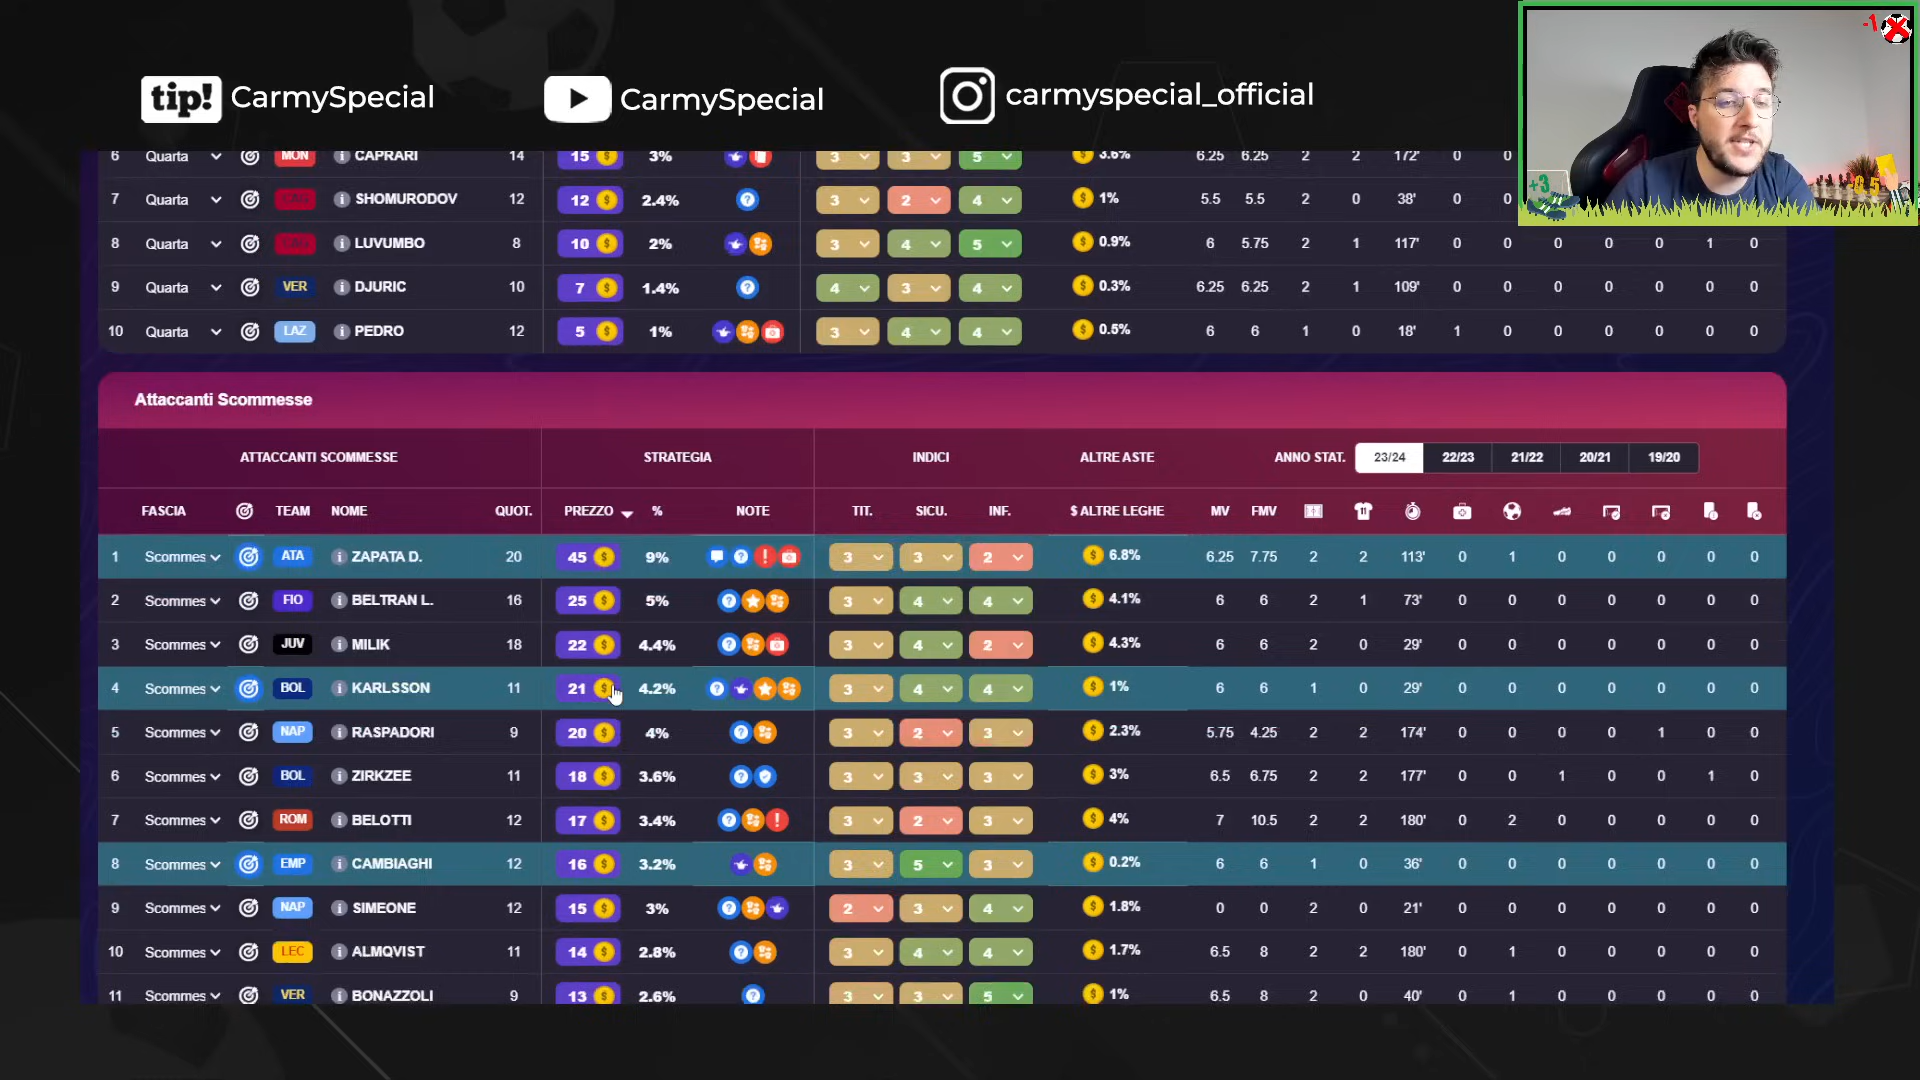 tip! CarmySpecial CarmySpecial carmyspecial_official
-1
+3 -0.5
6 Quarta MON CAPRARI 14 15 3% 3 3 5 3.6% 6.25 6.25 2 2 172' 0 0
7 Quarta CAG SHOMURODOV 12 12 2.4% 3 2 4 1% 5.5 5.5 2 0 38' 0 0
8 Quarta CAG LUVUMBO 8 10 2% 3 4 5 0.9% 6 5.75 2 1 117' 0 0 0 0 0 1 0
9 Quarta VER DJURIC 10 7 1.4% 4 3 4 0.3% 6.25 6.25 2 1 109' 0 0 0 0 0 0 0
10 Quarta LAZ PEDRO 12 5 1% 3 4 4 0.5% 6 6 1 0 18' 1 0 0 0 0 0 0
Attaccanti Scommesse
ATTACCANTI SCOMMESSE STRATEGIA INDICI ALTRE ASTE ANNO STAT. 23/24 22/23 21/22 20/21 19/20
FASCIA TEAM NOME QUOT. PREZZO % NOTE TIT. SICU. INF. $ ALTRE LEGHE MV FMV
1 Scommes ATA ZAPATA D. 20 45 9% 3 3 2 6.8% 6.25 7.75 2 2 113' 0 1 0 0 0 0 0
2 Scommes FIO BELTRAN L. 16 25 5% 3 4 4 4.1% 6 6 2 1 73' 0 0 0 0 0 0 0
3 Scommes JUV MILIK 18 22 4.4% 3 4 2 4.3% 6 6 2 0 29' 0 0 0 0 0 0 0
4 Scommes BOL KARLSSON 11 21 4.2% 3 4 4 1% 6 6 1 0 29' 0 0 0 0 0 0 0
5 Scommes NAP RASPADORI 9 20 4% 3 2 3 2.3% 5.75 4.25 2 2 174' 0 0 0 0 1 0 0
6 Scommes BOL ZIRKZEE 11 18 3.6% 3 3 3 3% 6.5 6.75 2 2 177' 0 0 1 0 0 1 0
7 Scommes ROM BELOTTI 12 17 3.4% 3 2 3 4% 7 10.5 2 2 180' 0 2 0 0 0 0 0
8 Scommes EMP CAMBIAGHI 12 16 3.2% 3 5 3 0.2% 6 6 1 0 36' 0 0 0 0 0 0 0
9 Scommes NAP SIMEONE 12 15 3% 2 3 4 1.8% 0 0 2 0 21' 0 0 0 0 0 0 0
10 Scommes LEC ALMQVIST 11 14 2.8% 3 4 4 1.7% 6.5 8 2 2 180' 0 1 0 0 0 0 0
11 Scommes VER BONAZZOLI 9 13 2.6% 3 3 5 1% 6.5 8 2 0 40' 0 1 0 0 0 0 0